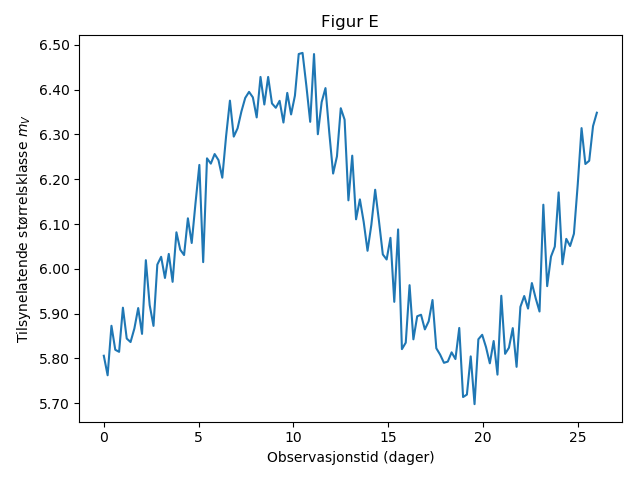 Figur E
Tilsynelatende størrelsesklasse $m_V$
6.50
6.40
6.30
6.20
6.10
6.00
5.90
5.80
5.70
0 5 10 15 20 25
Observasjonstid (dager)